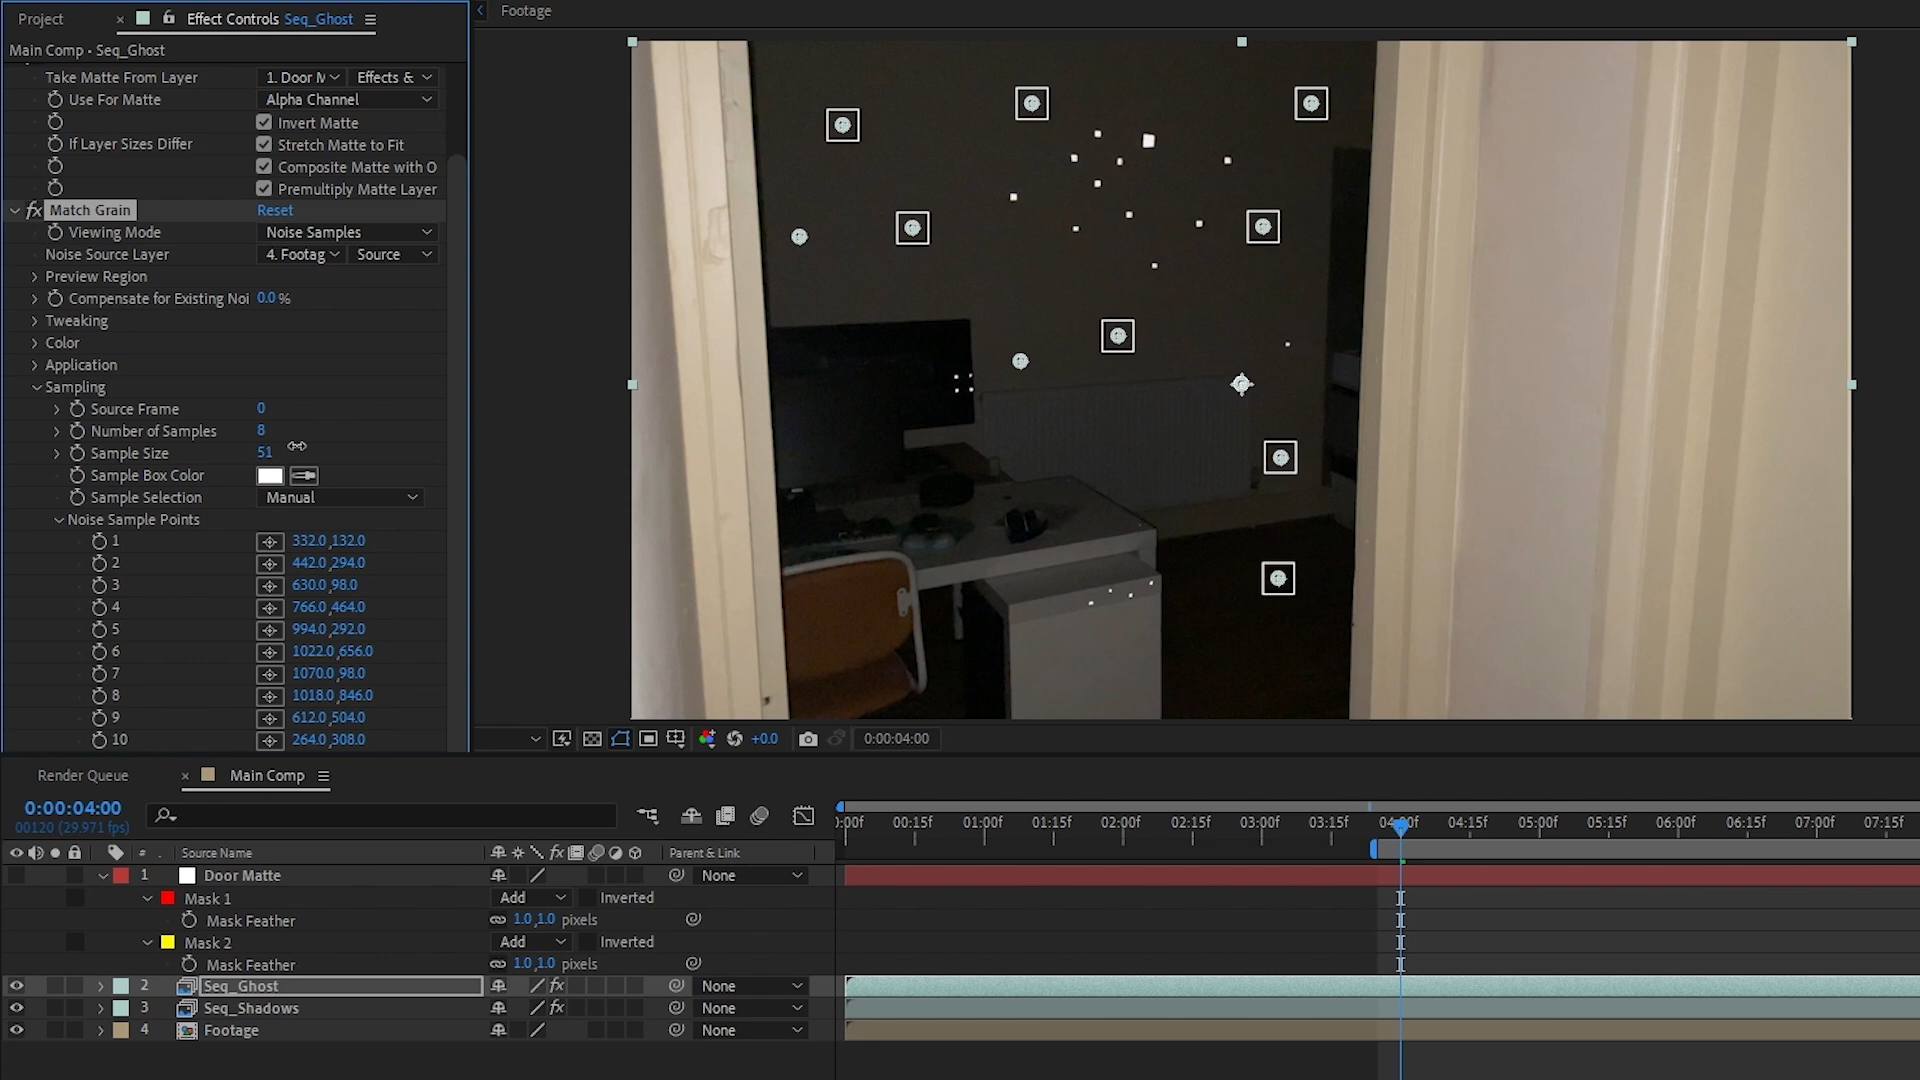 Project
× Effect Controls Seq_Ghost
Footage
Main Comp • Seq_Ghost
Take Matte From Layer 1. Door M Effects &
Use For Matte Alpha Channel
Invert Matte
If Layer Sizes Differ Stretch Matte to Fit
Composite Matte with O
Premultiply Matte Layer
fx Match Grain Reset
Viewing Mode Noise Samples
Noise Source Layer 4. Footag Source
Preview Region
Compensate for Existing Noi 0.0 %
Tweaking
Color
Application
Sampling
Source Frame 0
Number of Samples 8
Sample Size 51
Sample Box Color
Sample Selection Manual
Noise Sample Points
1 332.0,132.0
2 442.0,294.0
3 630.0,98.0
4 766.0,464.0
5 994.0,292.0
6 1022.0,656.0
7 1070.0,98.0
8 1018.0,846.0
9 612.0,504.0
10 264.0,308.0
+0.0 0:00:04:00
Render Queue × Main Comp
0:00:04:00
00120 (29.971 fps)
):00f 00:15f 01:00f 01:15f 02:00f 02:15f 03:00f 03:15f 04:00f 04:15f 05:00f 05:15f 06:00f 06:15f 07:00f 07:15f
# . Source Name fx Parent & Link
1 Door Matte None
Mask 1 Add Inverted
Mask Feather 1.0,1.0 pixels
Mask 2 Add Inverted
Mask Feather 1.0,1.0 pixels
2 Seq_Ghost fx None
3 Seq_Shadows fx None
4 Footage None